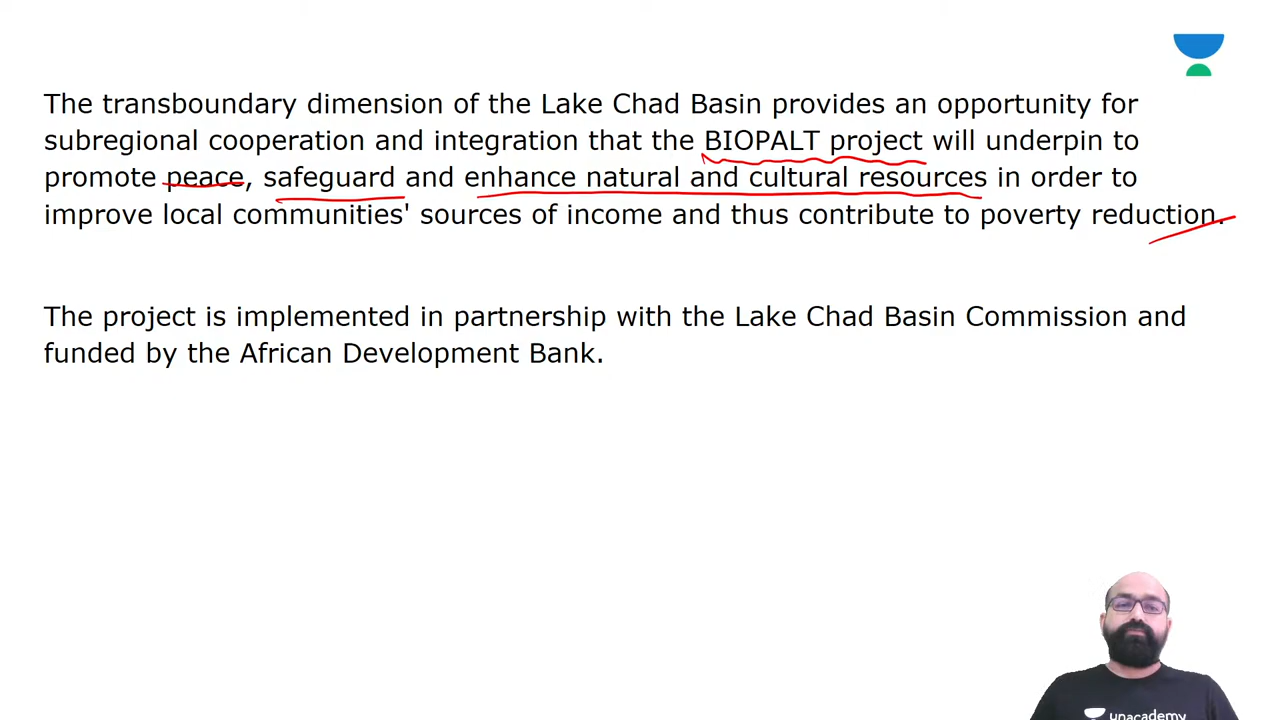 The transboundary dimension of the Lake Chad Basin provides an opportunity for
subregional cooperation and integration that the BIOPALT project will underpin to
promote peace, safeguard and enhance natural and cultural resources in order to
improve local communities' sources of income and thus contribute to poverty reduction.
The project is implemented in partnership with the Lake Chad Basin Commission and
funded by the African Development Bank.
unacademy